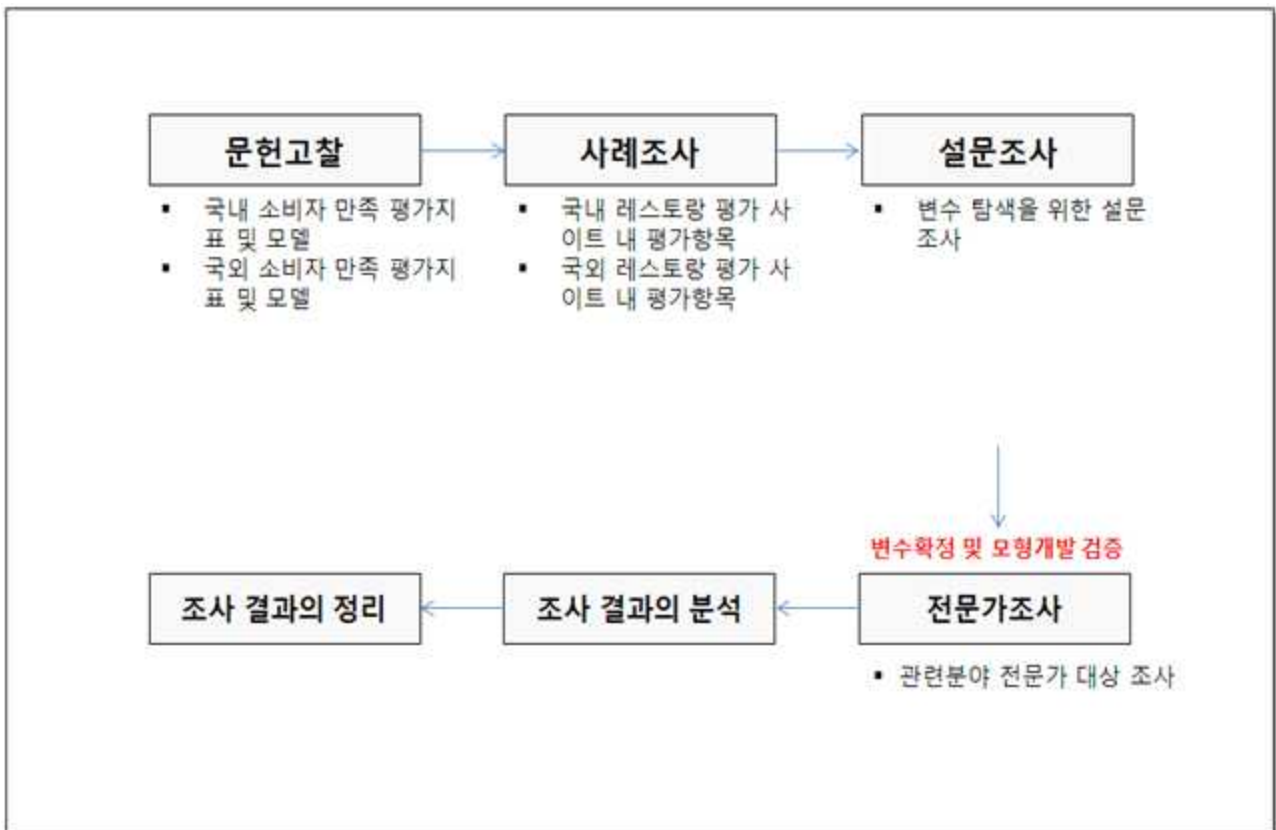 문헌고찰
▪ 국내 소비자 만족 평가지
표 및 모델
▪ 국외 소비자 만족 평가지
표 및 모델
사례조사
▪ 국내 레스토랑 평가 사
이트 내 평가항목
▪ 국외 레스토랑 평가 사
이트 내 평가항목
설문조사
▪ 변수 탐색을 위한 설문
조사
변수확정 및 모형개발 검증
전문가조사
▪ 관련분야 전문가 대상 조사
조사 결과의 분석
조사 결과의 정리